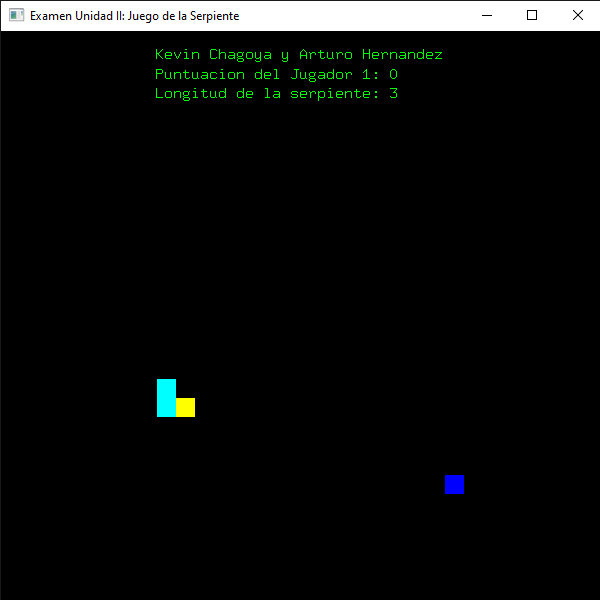 Examen Unidad II: Juego de la Serpiente
Kevin Chagoya y Arturo Hernandez
Puntuacion del Jugador 1: 0
Longitud de la serpiente: 3